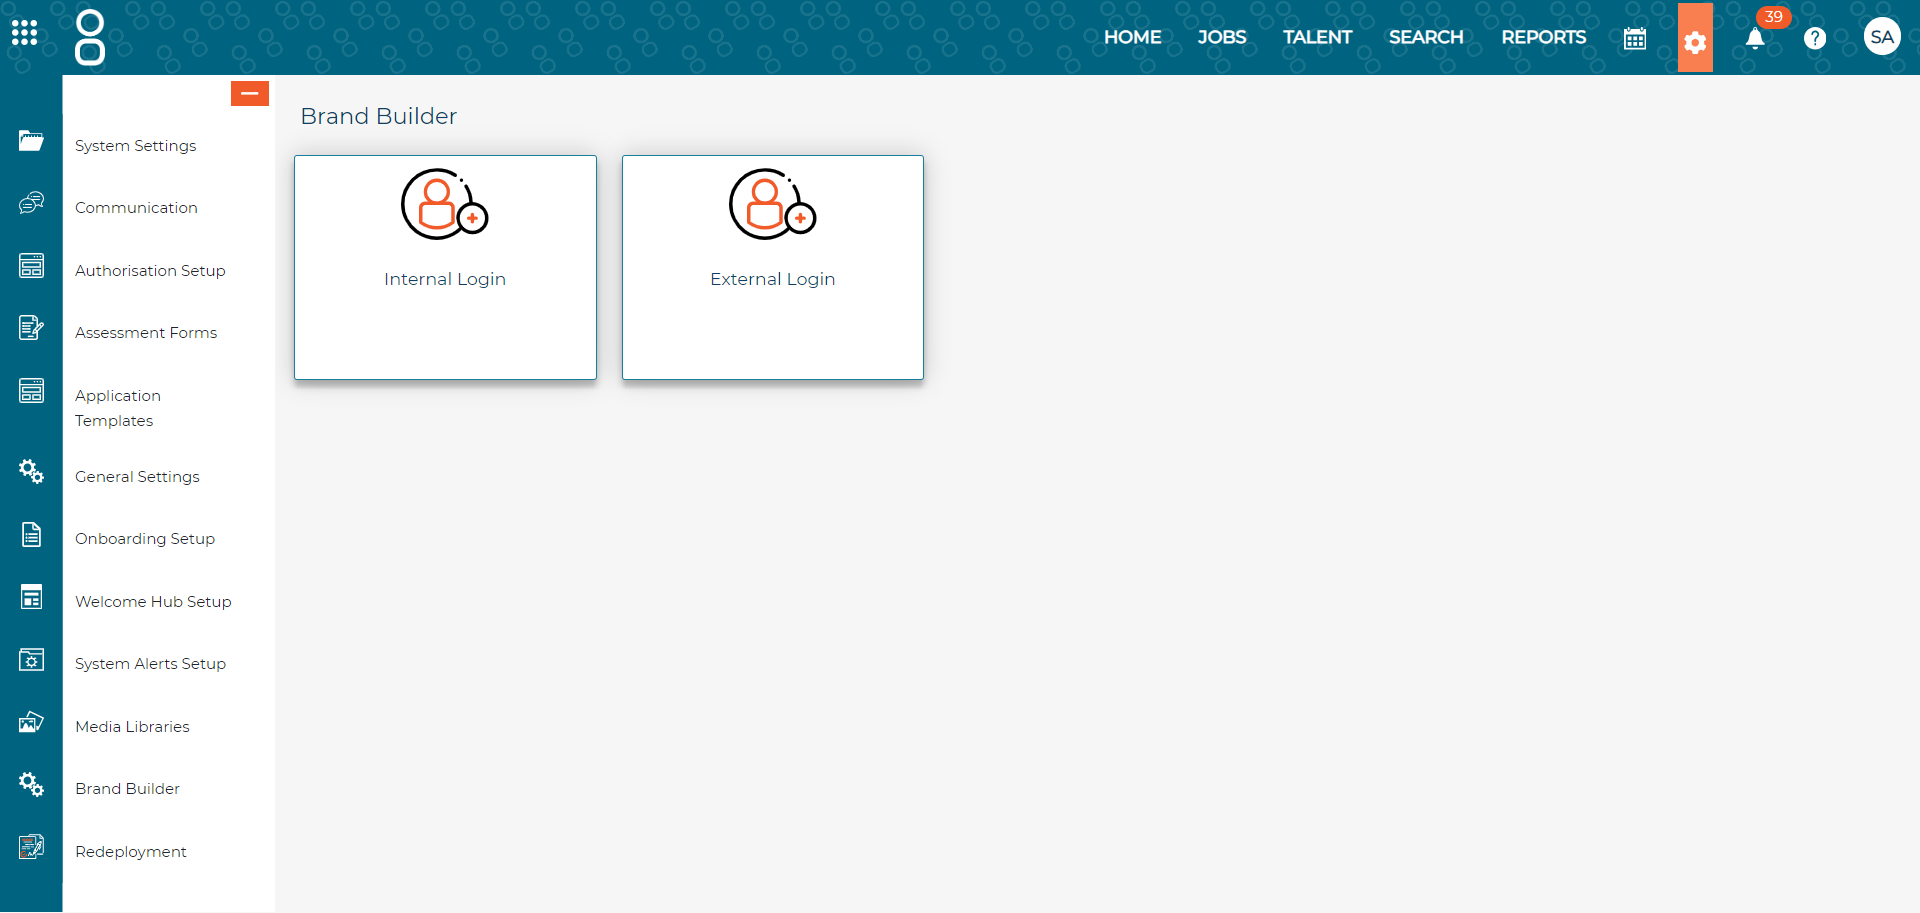 HOME JOBS TALENT SEARCH REPORTS 39 SA
Brand Builder
System Settings
Communication
Authorisation Setup
Assessment Forms
Application
Templates
General Settings
Onboarding Setup
Welcome Hub Setup
System Alerts Setup
Media Libraries
Brand Builder
Redeployment
Internal Login
External Login